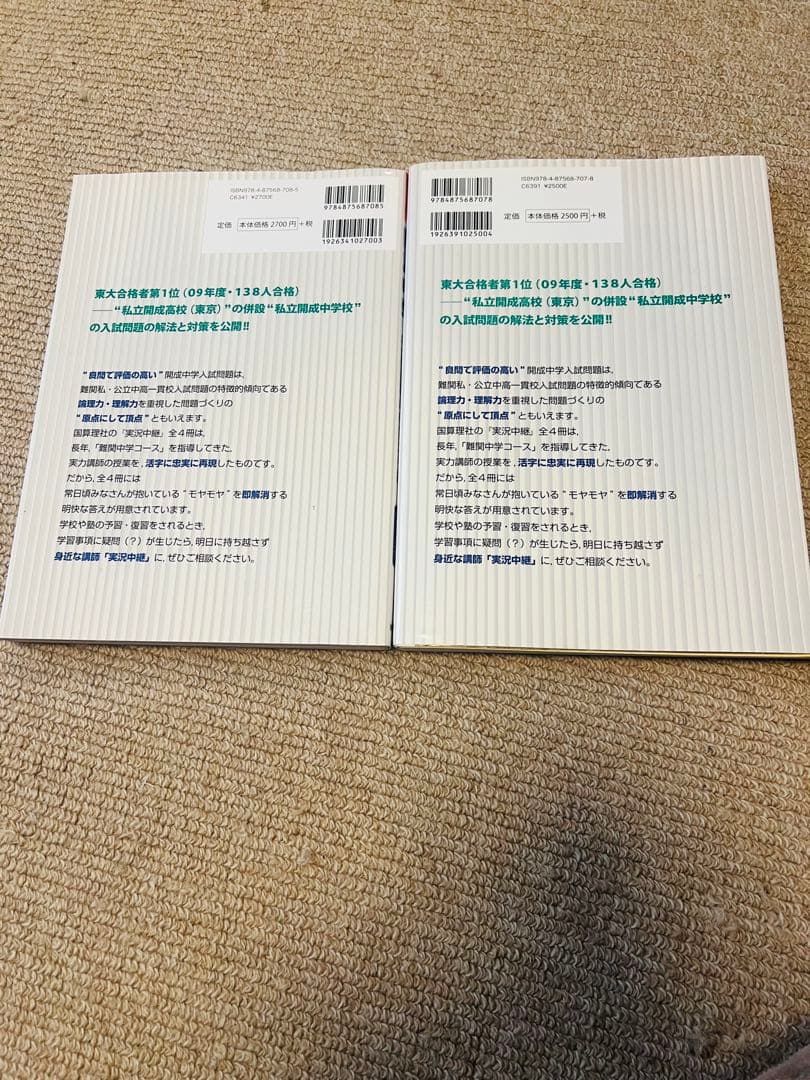 ISBN978-4-87568-708-5
C6341 ¥2700E
9784875687085
定価 本体価格 2700 円 +税
1926341027003
東大合格者第1位（09年度・138人合格）
――“私立開成高校（東京）”の併設“私立開成中学校”
の入試問題の解法と対策を公開!!
“良問で評価の高い”開成中学入試問題は、
難関私・公立中高一貫校入試問題の特徴的傾向である
論理力・理解力を重視した問題づくりの
“原点にして頂点”ともいえます。
国算理社の『実況中継』全4冊は、
長年，「難関中学コース」を指導してきた，
実力講師の授業を，活字に忠実に再現したものです。
だから，全4冊には
常日頃みなさんが抱いている“モヤモヤ”を即解消する
明快な答えが用意されています。
学校や塾の予習・復習をされるとき，
学習事項に疑問（？）が生じたら，明日に持ち越さず
身近な講師「実況中継」に，ぜひご相談ください。
ISBN978-4-87568-707-8
C6391 ¥2500E
9784875687078
定価 本体価格 2500 円 +税
1926391025004
東大合格者第1位（09年度・138人合格）
――“私立開成高校（東京）”の併設“私立開成中学校”
の入試問題の解法と対策を公開!!
“良問で評価の高い”開成中学入試問題は、
難関私・公立中高一貫校入試問題の特徴的傾向である
論理力・理解力を重視した問題づくりの
“原点にして頂点”ともいえます。
国算理社の『実況中継』全4冊は、
長年，「難関中学コース」を指導してきた，
実力講師の授業を，活字に忠実に再現したものです。
だから，全4冊には
常日頃みなさんが抱いている“モヤモヤ”を即解消する
明快な答えが用意されています。
学校や塾の予習・復習をされるとき，
学習事項に疑問（？）が生じたら，明日に持ち越さず
身近な講師「実況中継」に，ぜひご相談ください。